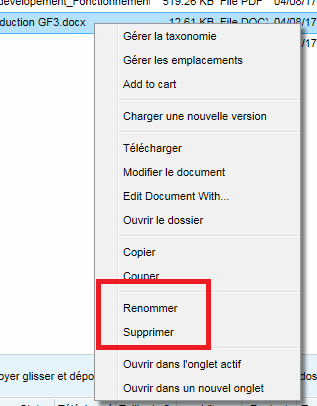 developement_Fonctionnement 519.26 KB File PDF 04/08/17
duction GF3.docx 12.61 KB File DOC 04/08/17
Gérer la taxonomie
Gérer les emplacements
Add to cart
Charger une nouvelle version
Télécharger
Modifier le document
Edit Document With...
Ouvrir le dossier
Copier
Couper
Renommer
Supprimer
Ouvrir dans l'onglet actif
Ouvrir dans un nouvel onglet
oyer glisser et dépo
dos